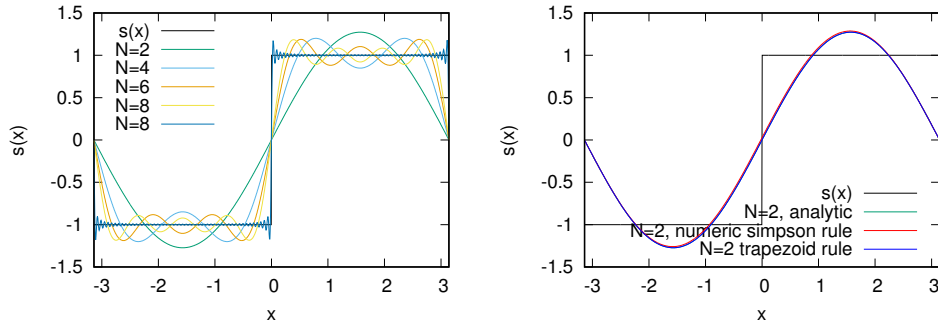 s(x)
N=2
N=4
N=6
N=8
N=8
1.5
1
0.5
0
-0.5
-1
-1.5
-3
-2
-1
0
1
2
3
s(x)
x
1.5
1
0.5
0
-0.5
-1
-1.5
s(x)
N=2, analytic
N=2, numeric simpson rule
N=2 trapezoid rule
-3
-2
-1
0
1
2
3
s(x)
x